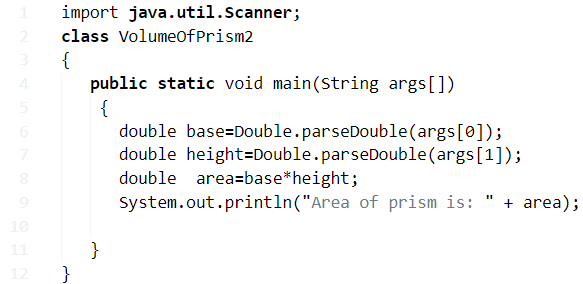 1 import java.util.Scanner;
2 class VolumeOfPrism2
3 {
4 public static void main(String args[])
5 {
6 double base=Double.parseDouble(args[0]);
7 double height=Double.parseDouble(args[1]);
8 double  area=base*height;
9 System.out.println("Area of prism is: " + area);
10
11 }
12 }